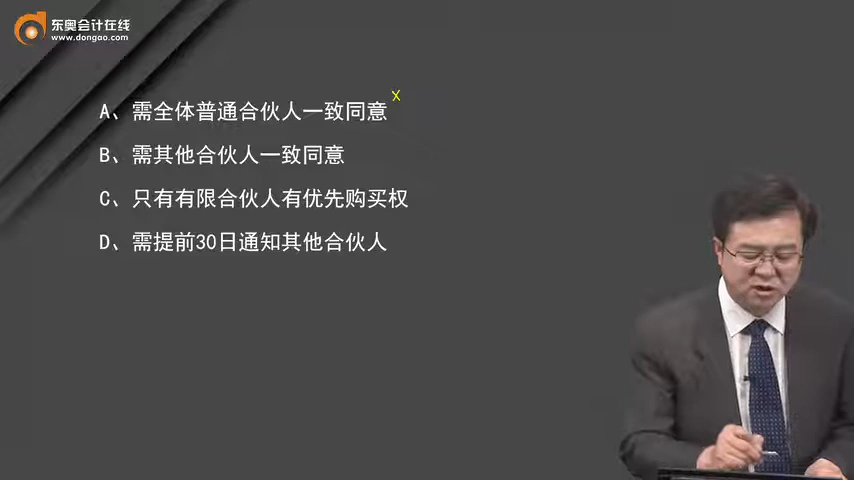 东奥会计在线
www.dongao.com
A、需全体普通合伙人一致同意 x
B、需其他合伙人一致同意
C、只有有限合伙人有优先购买权
D、需提前30日通知其他合伙人